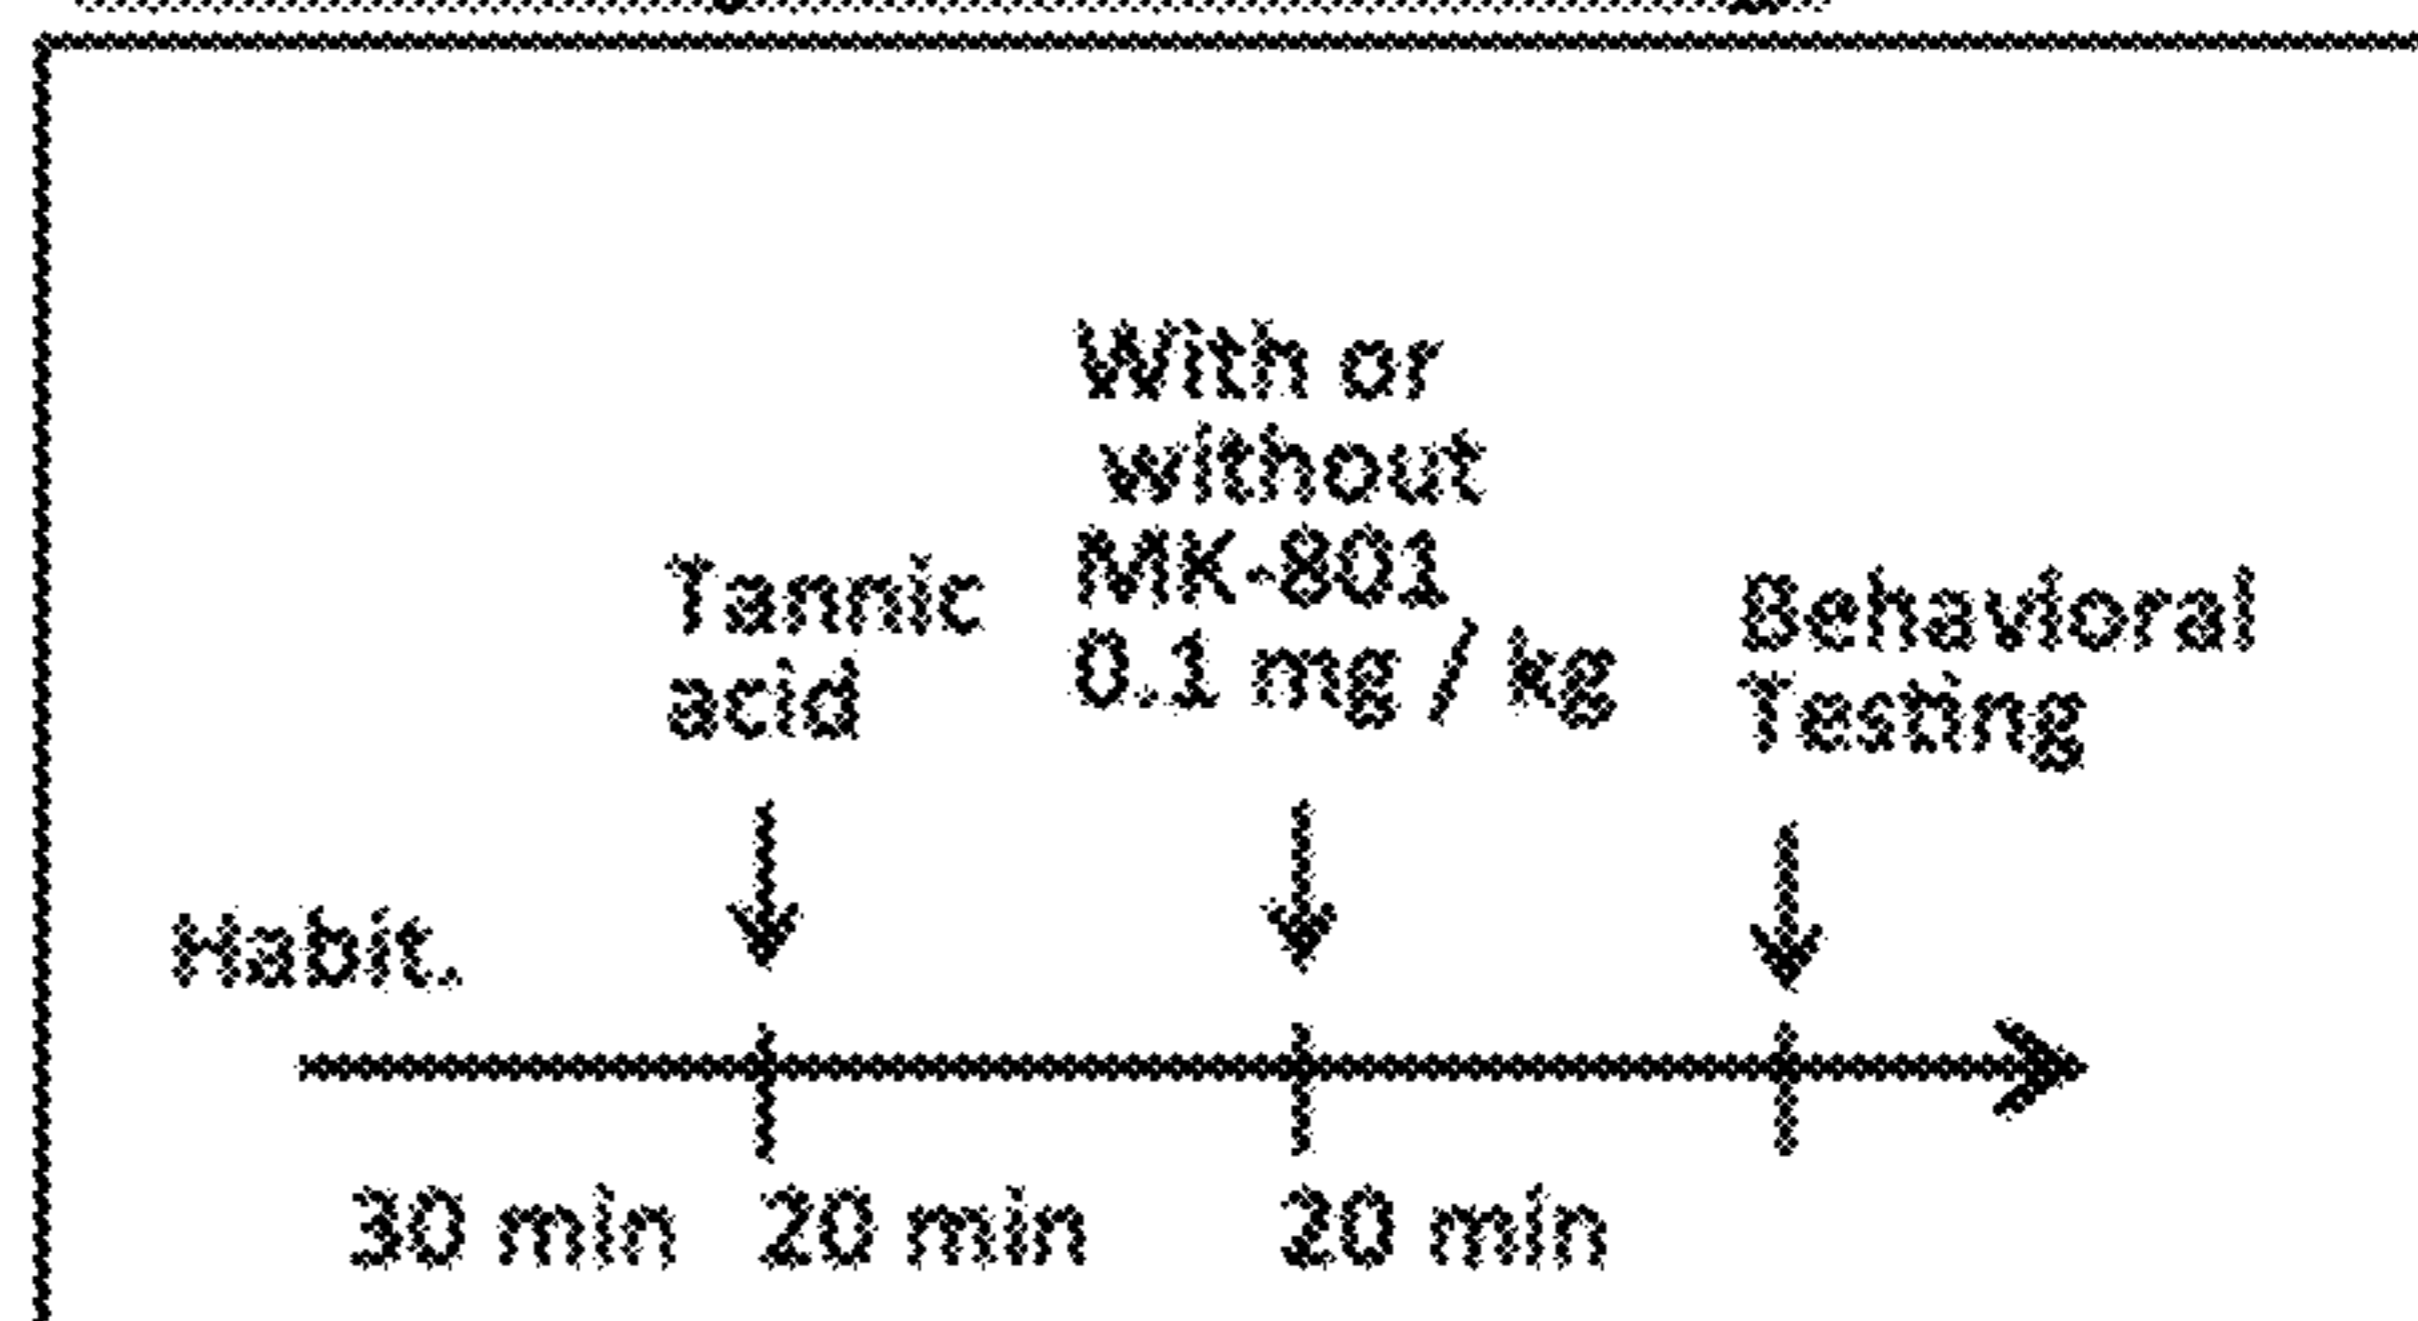 With or
without
MK-801
0.1 mg / kg
Tannic
acid
Behavioral
Testing
Habit.
30 min 20 min 20 min